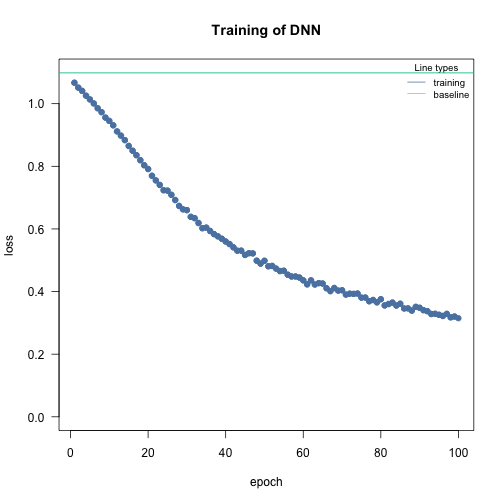 Training of DNN
Line types
training
baseline
1.0
0.8
0.6
0.4
0.2
0.0
loss
0 20 40 60 80 100
epoch